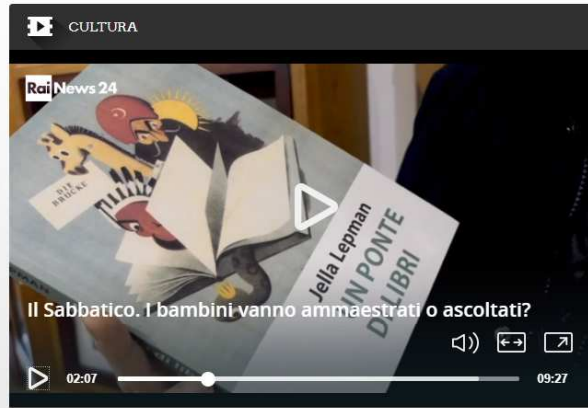 CULTURA
Rai News 24
DIE
BRÜCKE
Jella Lepman
UN PONTE
DI LIBRI
Il Sabbatico. I bambini vanno ammaestrati o ascoltati?
02:07
09:27